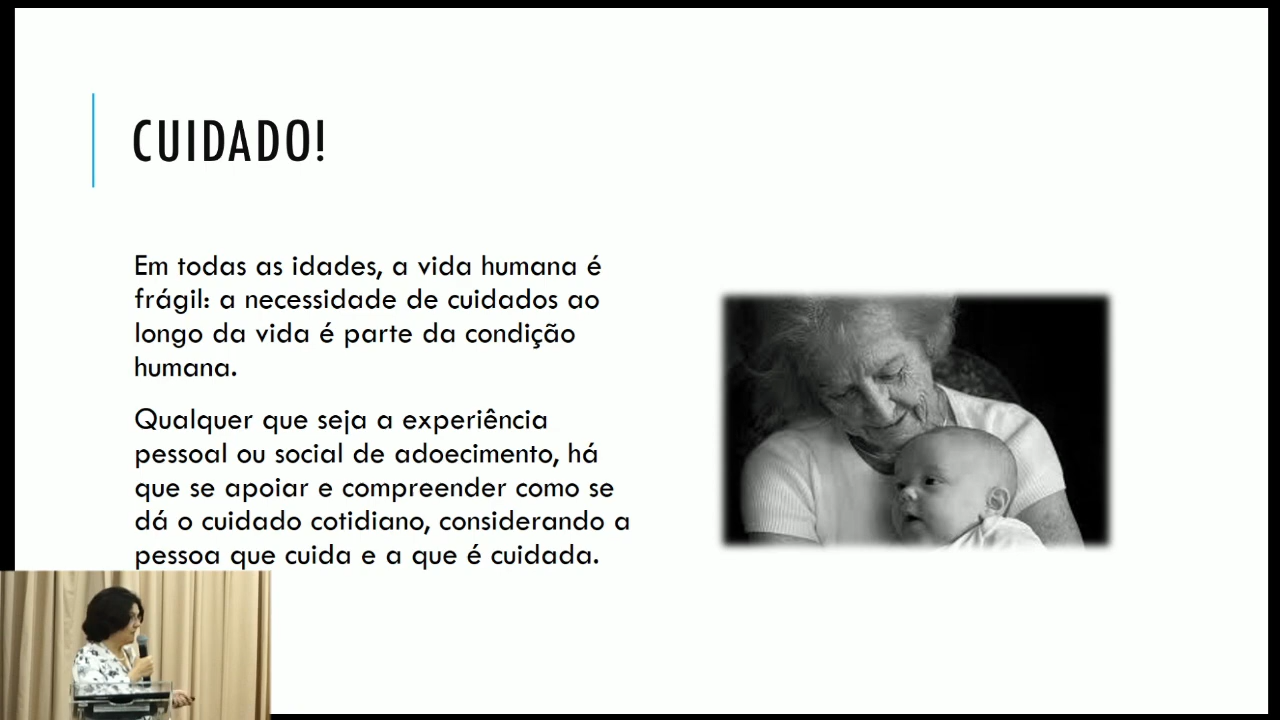 CUIDADO!
Em todas as idades, a vida humana é
frágil: a necessidade de cuidados ao
longo da vida é parte da condição
humana.
Qualquer que seja a experiência
pessoal ou social de adoecimento, há
que se apoiar e compreender como se
dá o cuidado cotidiano, considerando a
pessoa que cuida e a que é cuidada.